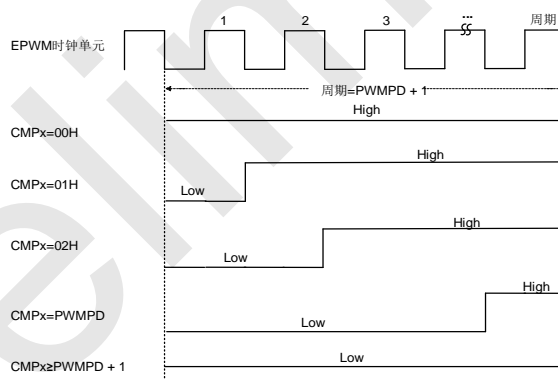 1 2 3 ... 周期
EPWM时钟单元
周期=PWMPD + 1
High
CMPx=00H
High
CMPx=01H
Low
High
CMPx=02H
Low
High
CMPx=PWMPD
Low
Low
CMPx≥PWMPD + 1